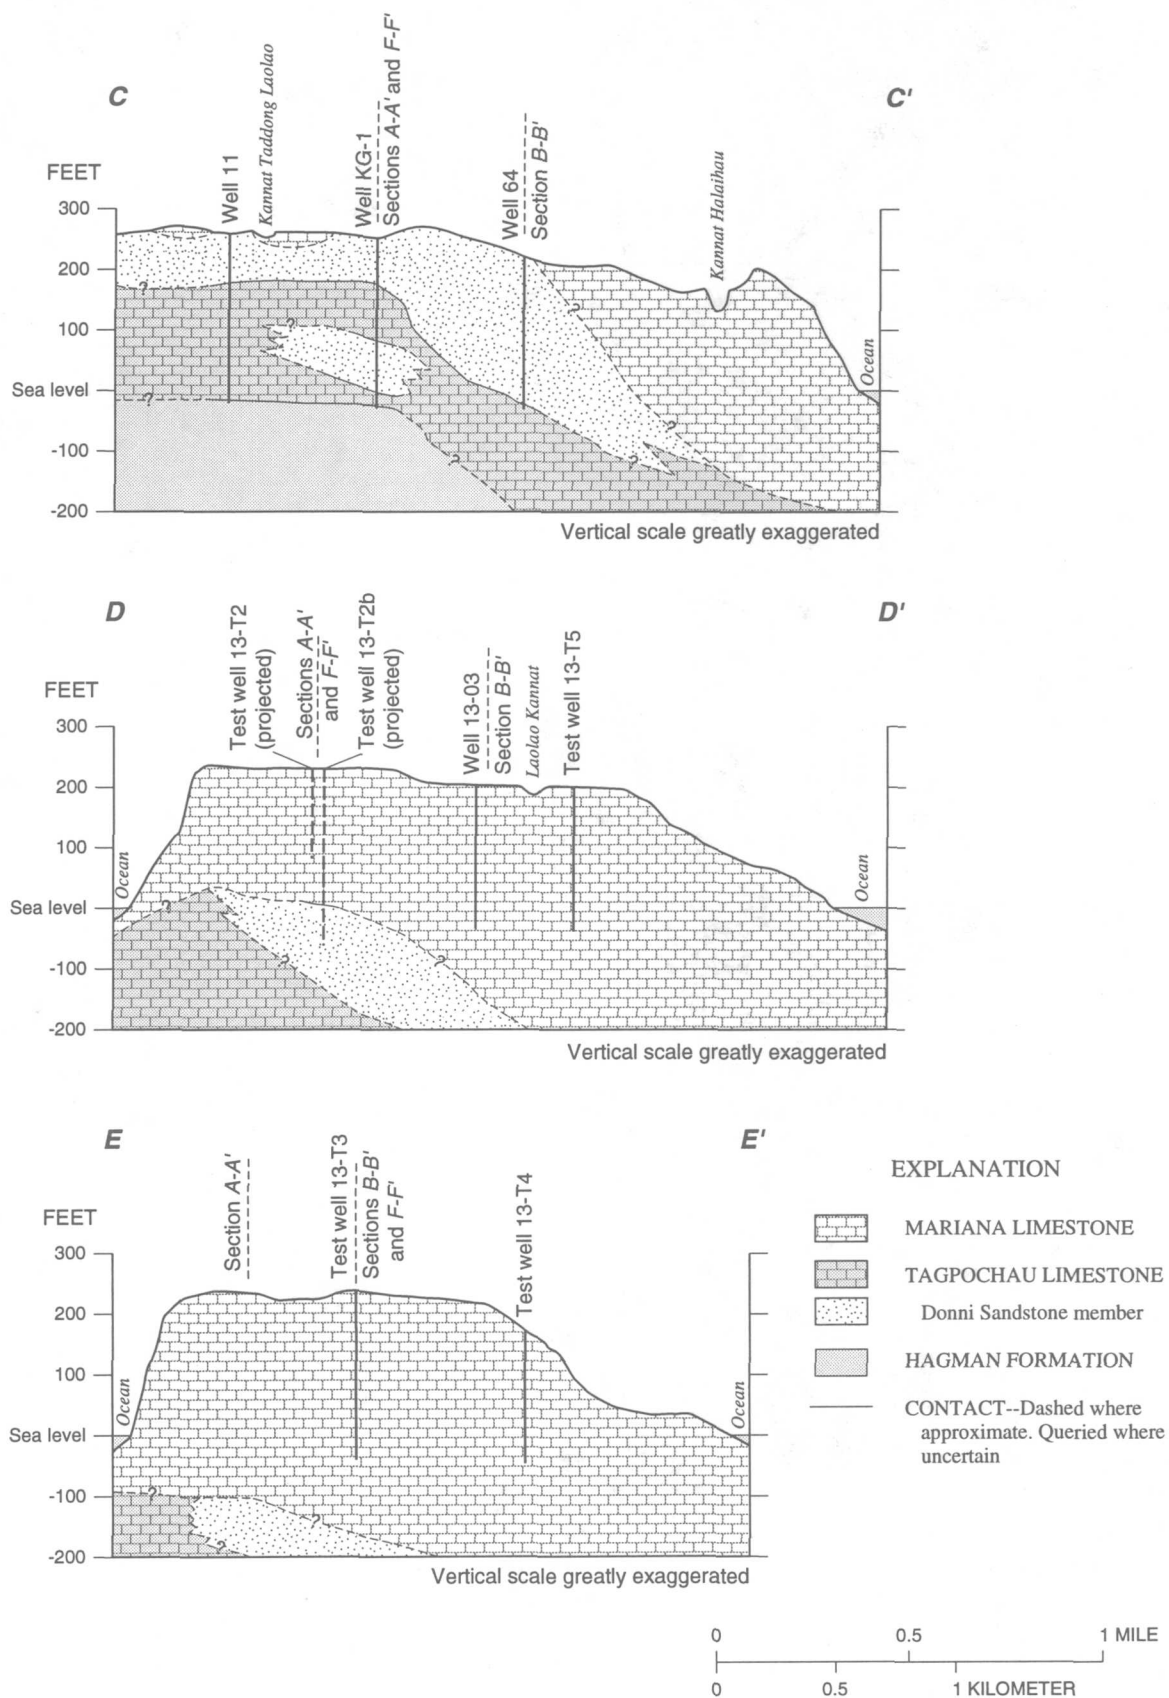 C
C'
FEET
Well 11
Kannat Taddong Laolao
Well KG-1
Sections A-A' and F-F'
Well 64
Section B-B'
Kannat Halaihau
300
200
100
Sea level
-100
-200
?
?
?
?
?
?
?
Ocean
Vertical scale greatly exaggerated
D
D'
FEET
Test well 13-T2
(projected)
Sections A-A'
and F-F'
Test well 13-T2b
(projected)
Well 13-03
Section B-B'
Laolao Kannat
Test well 13-T5
300
200
100
Sea level
-100
-200
Ocean
?
?
?
Ocean
Vertical scale greatly exaggerated
E
E'
FEET
Section A-A'
Test well 13-T3
Sections B-B'
and F-F'
Test well 13-T4
300
200
100
Sea level
-100
-200
Ocean
?
?
?
Ocean
Vertical scale greatly exaggerated
EXPLANATION
MARIANA LIMESTONE
TAGPOCHAU LIMESTONE
Donni Sandstone member
HAGMAN FORMATION
CONTACT--Dashed where
approximate. Queried where
uncertain
0 0.5 1 MILE
0 0.5 1 KILOMETER